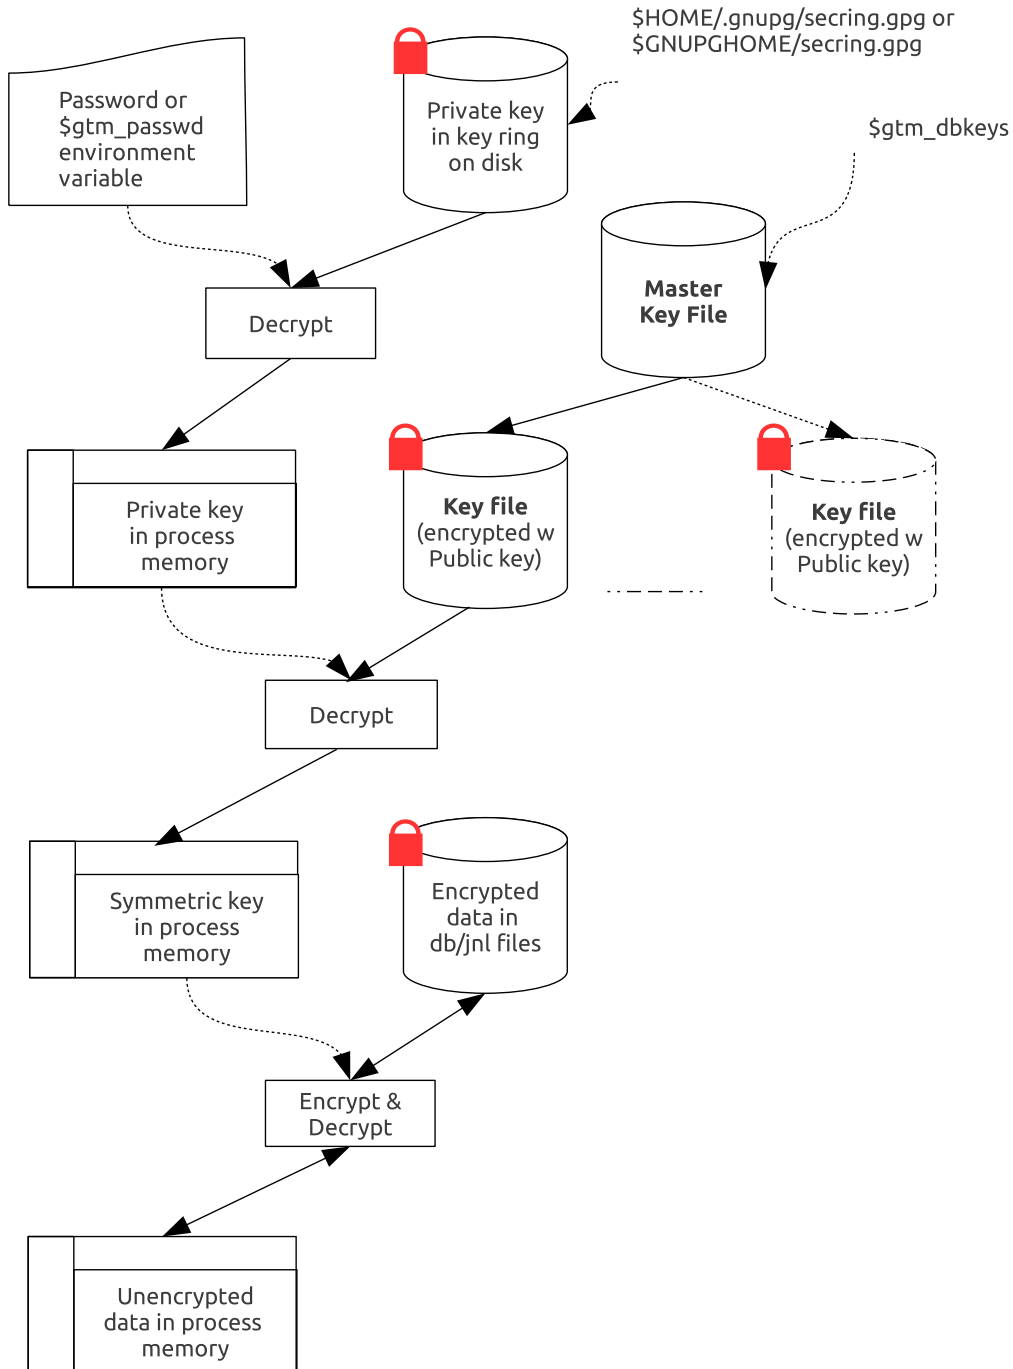 $HOME/.gnupg/secring.gpg or
$GNUPGHOME/secring.gpg
Password or
$gtm_passwd
environment
variable
Private key
in key ring
on disk
$gtm_dbkeys
Master
Key File
Decrypt
Private key
in process
memory
Key file
(encrypted w
Public key)
Key file
(encrypted w
Public key)
Decrypt
Symmetric key
in process
memory
Encrypted
data in
db/jnl files
Encrypt &
Decrypt
Unencrypted
data in process
memory